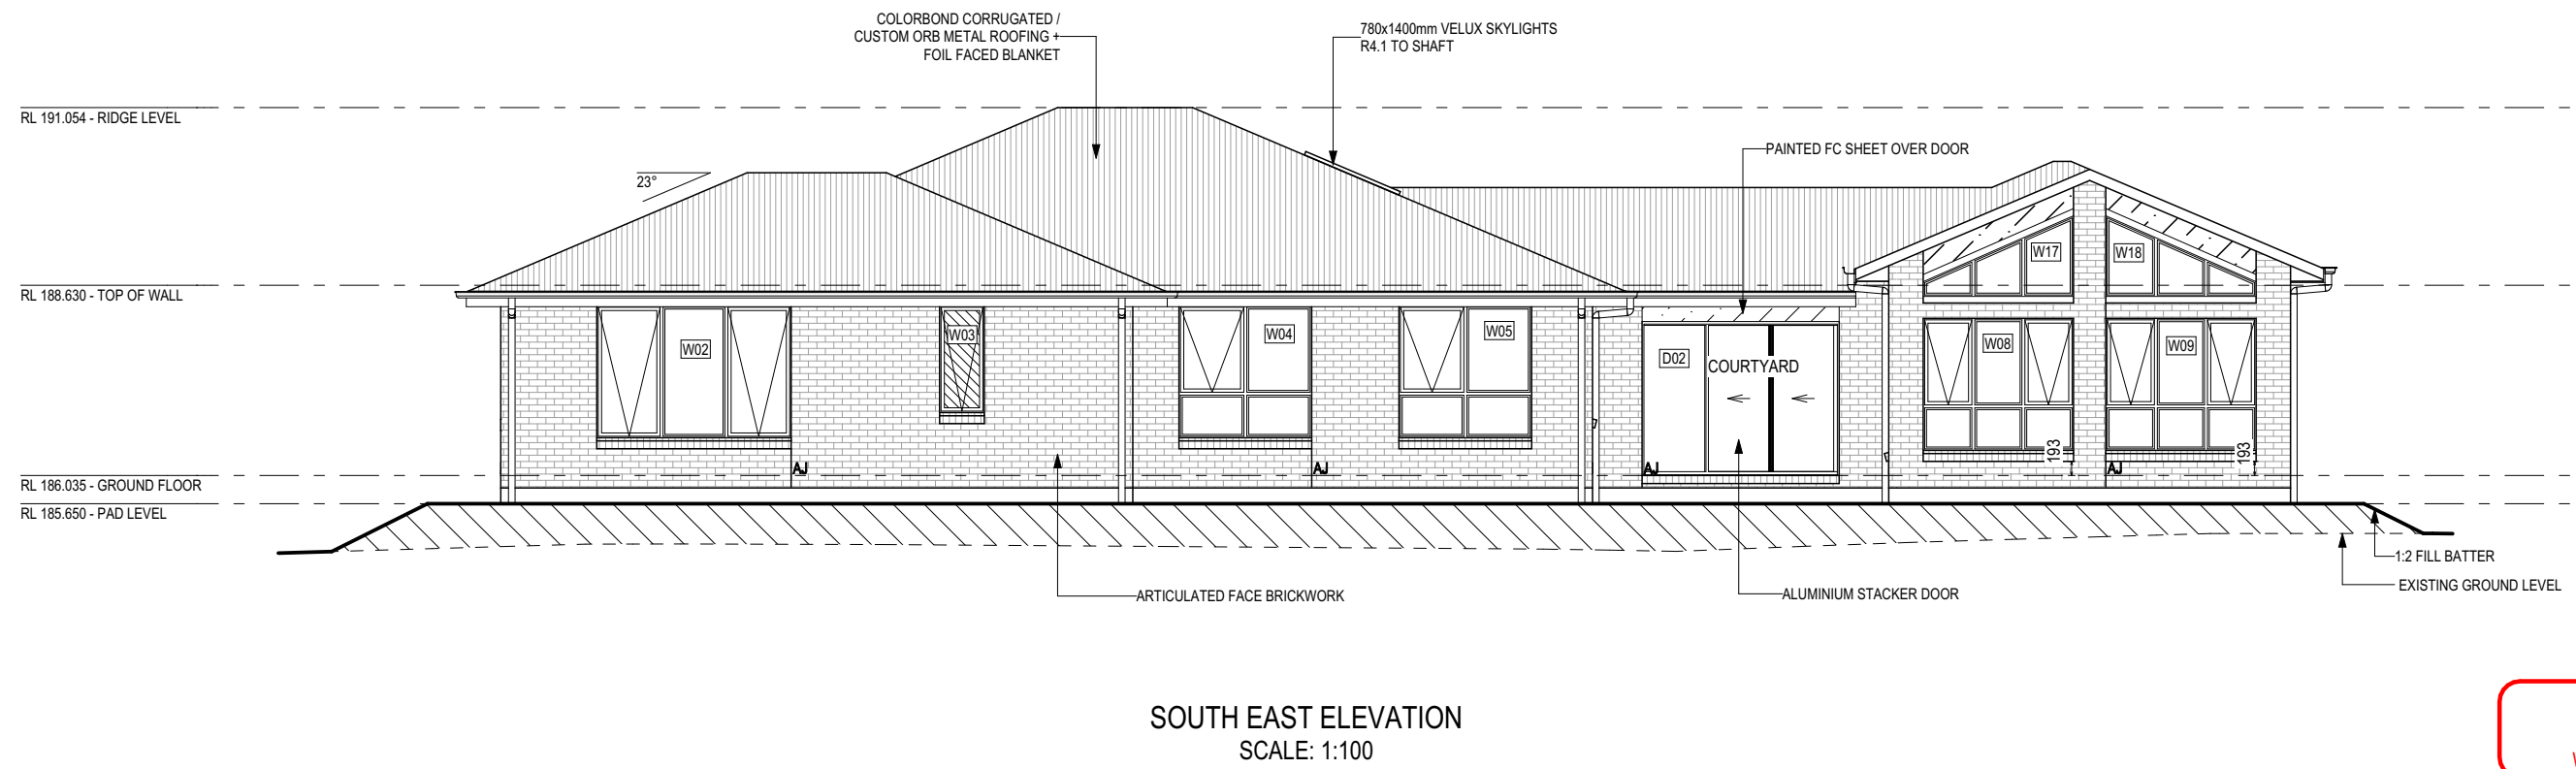 COLORBOND CORRUGATED /
CUSTOM ORB METAL ROOFING +
FOIL FACED BLANKET
780x1400mm VELUX SKYLIGHTS
R4.1 TO SHAFT
RL 191.054 - RIDGE LEVEL
PAINTED FC SHEET OVER DOOR
23°
W17
W18
RL 188.630 - TOP OF WALL
W02
W03
W04
W05
D02
COURTYARD
W08
W09
193
193
AJ
AJ
AJ
AJ
RL 186.035 - GROUND FLOOR
RL 185.650 - PAD LEVEL
1:2 FILL BATTER
EXISTING GROUND LEVEL
ARTICULATED FACE BRICKWORK
ALUMINIUM STACKER DOOR
SOUTH EAST ELEVATION
SCALE: 1:100